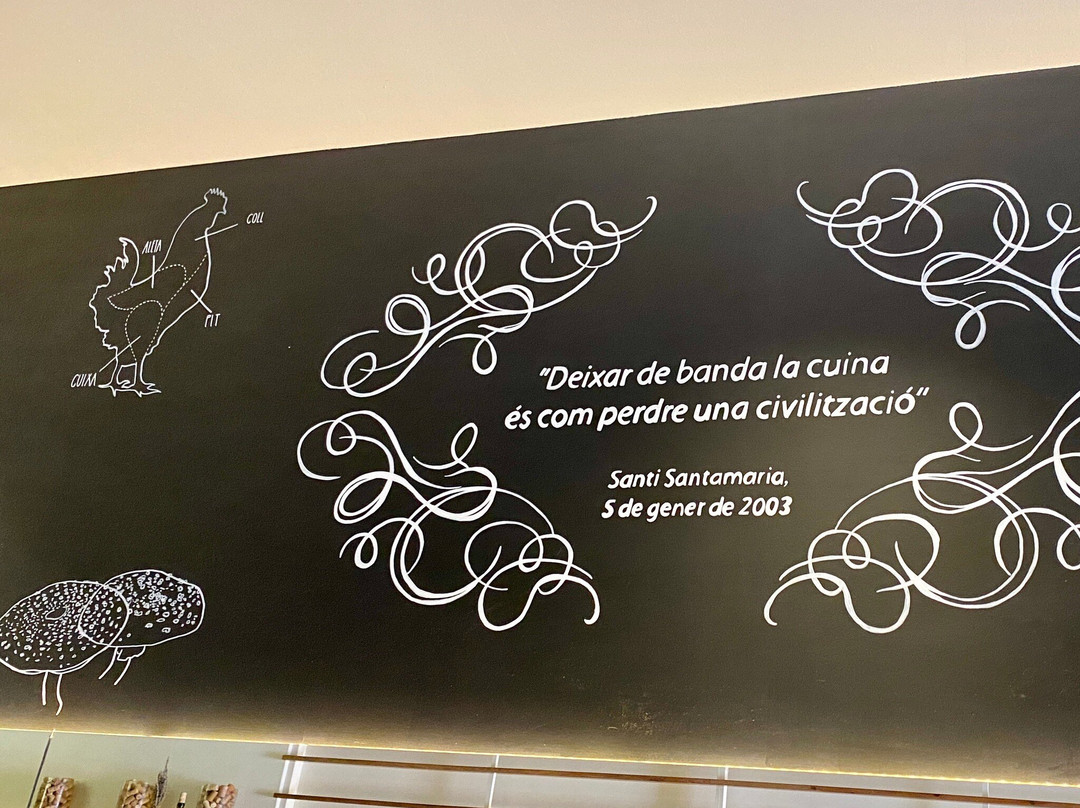 COLL
ALETA
PIT
CUIXA
"Deixar de banda la cuina
és com perdre una civilització"
Santi Santamaria,
5 de gener de 2003